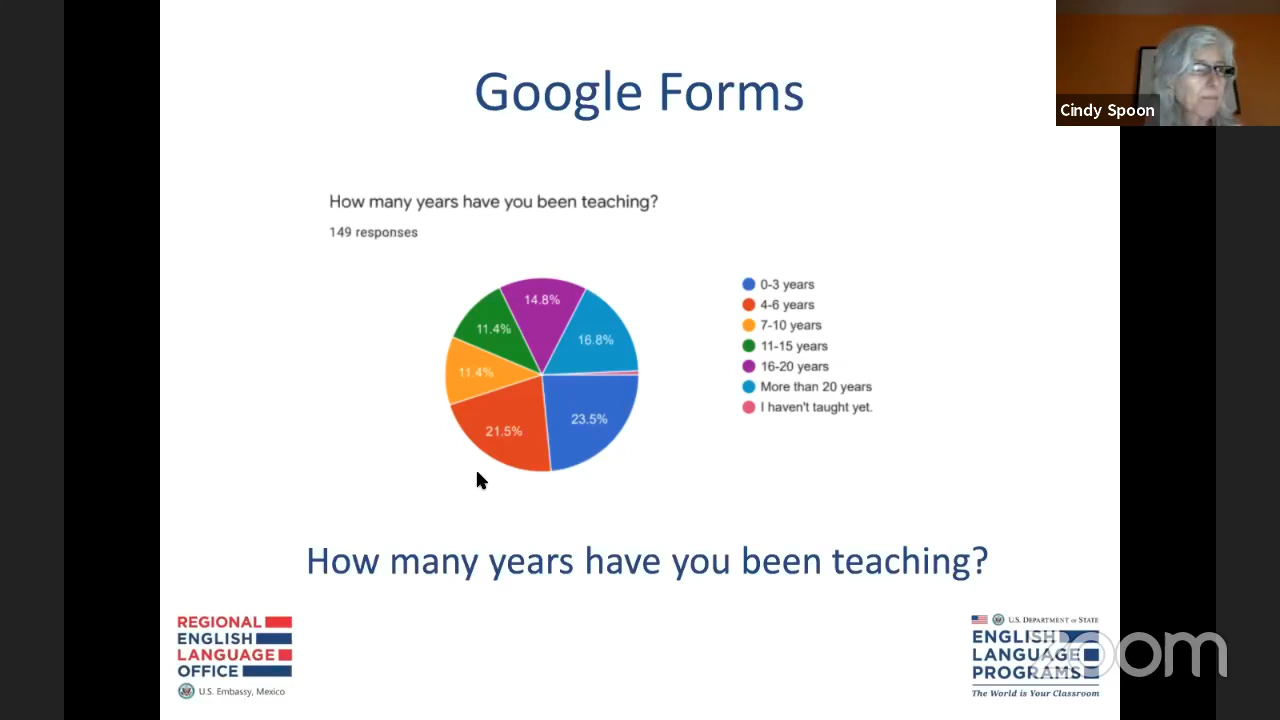 Google Forms
Cindy Spoon
How many years have you been teaching?
149 responses
14.8%
16.8%
11.4%
11.4%
21.5%
23.5%
0-3 years
4-6 years
7-10 years
11-15 years
16-20 years
More than 20 years
I haven't taught yet.
How many years have you been teaching?
REGIONAL
ENGLISH
LANGUAGE
OFFICE
U.S. Embassy, Mexico
U.S. DEPARTMENT OF STATE
ENGLISH
LANGUAGE
PROGRAMS
The World is Your Classroom
zoom